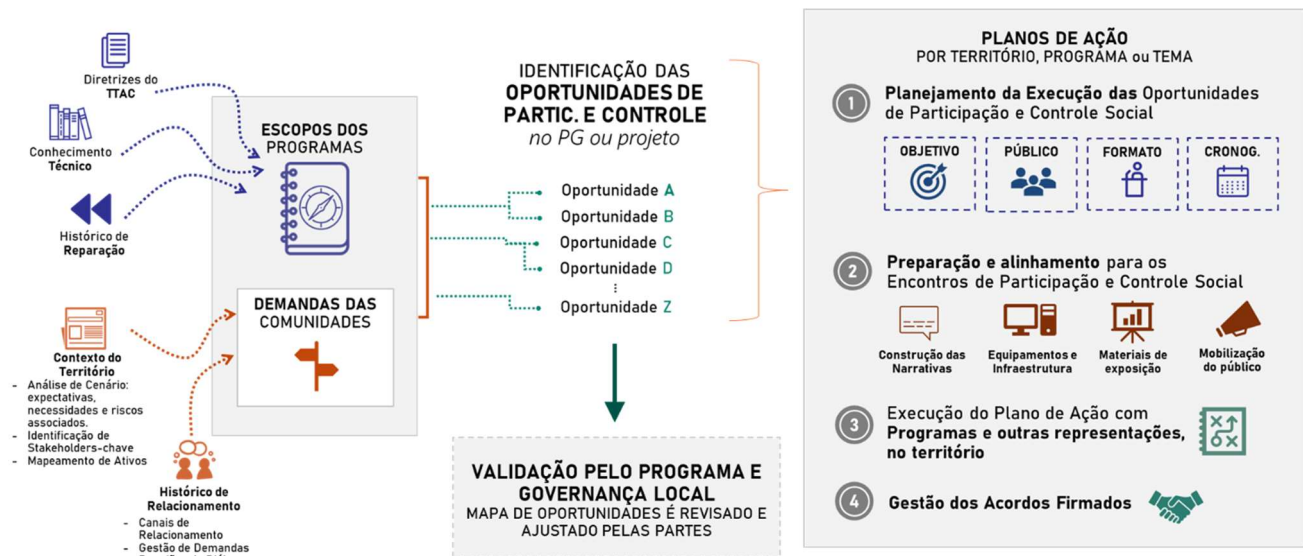 Diretrizes do
TTAC
Conhecimento
Técnico
Histórico de
Reparação
Contexto do
Território
- Análise de Cenário:
expectativas,
necessidades e riscos
associados.
- Identificação de
Stakeholders-chave
- Mapeamento de Ativos
Histórico de
Relacionamento
- Canais de
Relacionamento
- Gestão de Demandas
ESCOPOS DOS
PROGRAMAS
DEMANDAS DAS
COMUNIDADES
IDENTIFICAÇÃO DAS
OPORTUNIDADES DE
PARTIC. E CONTROLE
no PG ou projeto
Oportunidade A
Oportunidade B
Oportunidade C
Oportunidade D
Oportunidade Z
VALIDAÇÃO PELO PROGRAMA E
GOVERNANÇA LOCAL
MAPA DE OPORTUNIDADES É REVISADO E
AJUSTADO PELAS PARTES
PLANOS DE AÇÃO
POR TERRITÓRIO, PROGRAMA ou TEMA
1 Planejamento da Execução das Oportunidades
de Participação e Controle Social
OBJETIVO
PÚBLICO
FORMATO
CRONOG.
2 Preparação e alinhamento para os
Encontros de Participação e Controle Social
Construção das
Narrativas
Equipamentos e
Infraestrutura
Materiais de
exposição
Mobilização
do público
3 Execução do Plano de Ação com
Programas e outras representações,
no território
4 Gestão dos Acordos Firmados